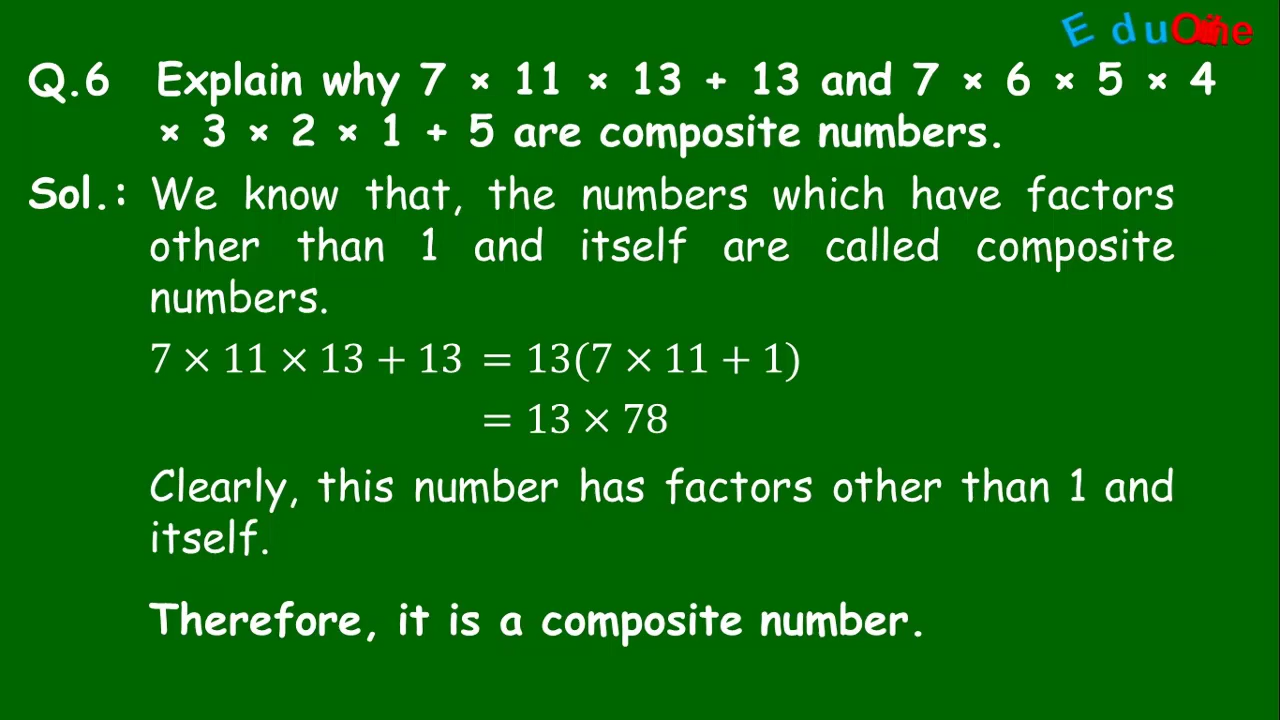 E duOne
Q.6 Explain why 7 × 11 × 13 + 13 and 7 × 6 × 5 × 4
× 3 × 2 × 1 + 5 are composite numbers.
Sol.: We know that, the numbers which have factors
other than 1 and itself are called composite
numbers.
7 × 11 × 13 + 13 = 13(7 × 11 + 1)
= 13 × 78
Clearly, this number has factors other than 1 and
itself.
Therefore, it is a composite number.